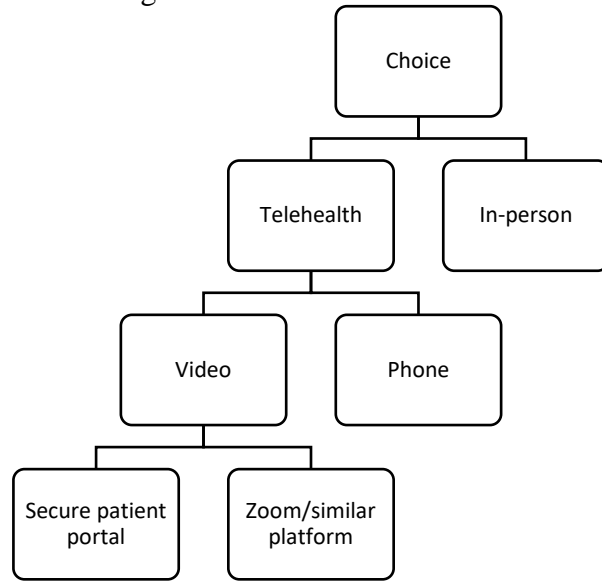 Choice
Telehealth
In-person
Video
Phone
Secure patient
portal
Zoom/similar
platform